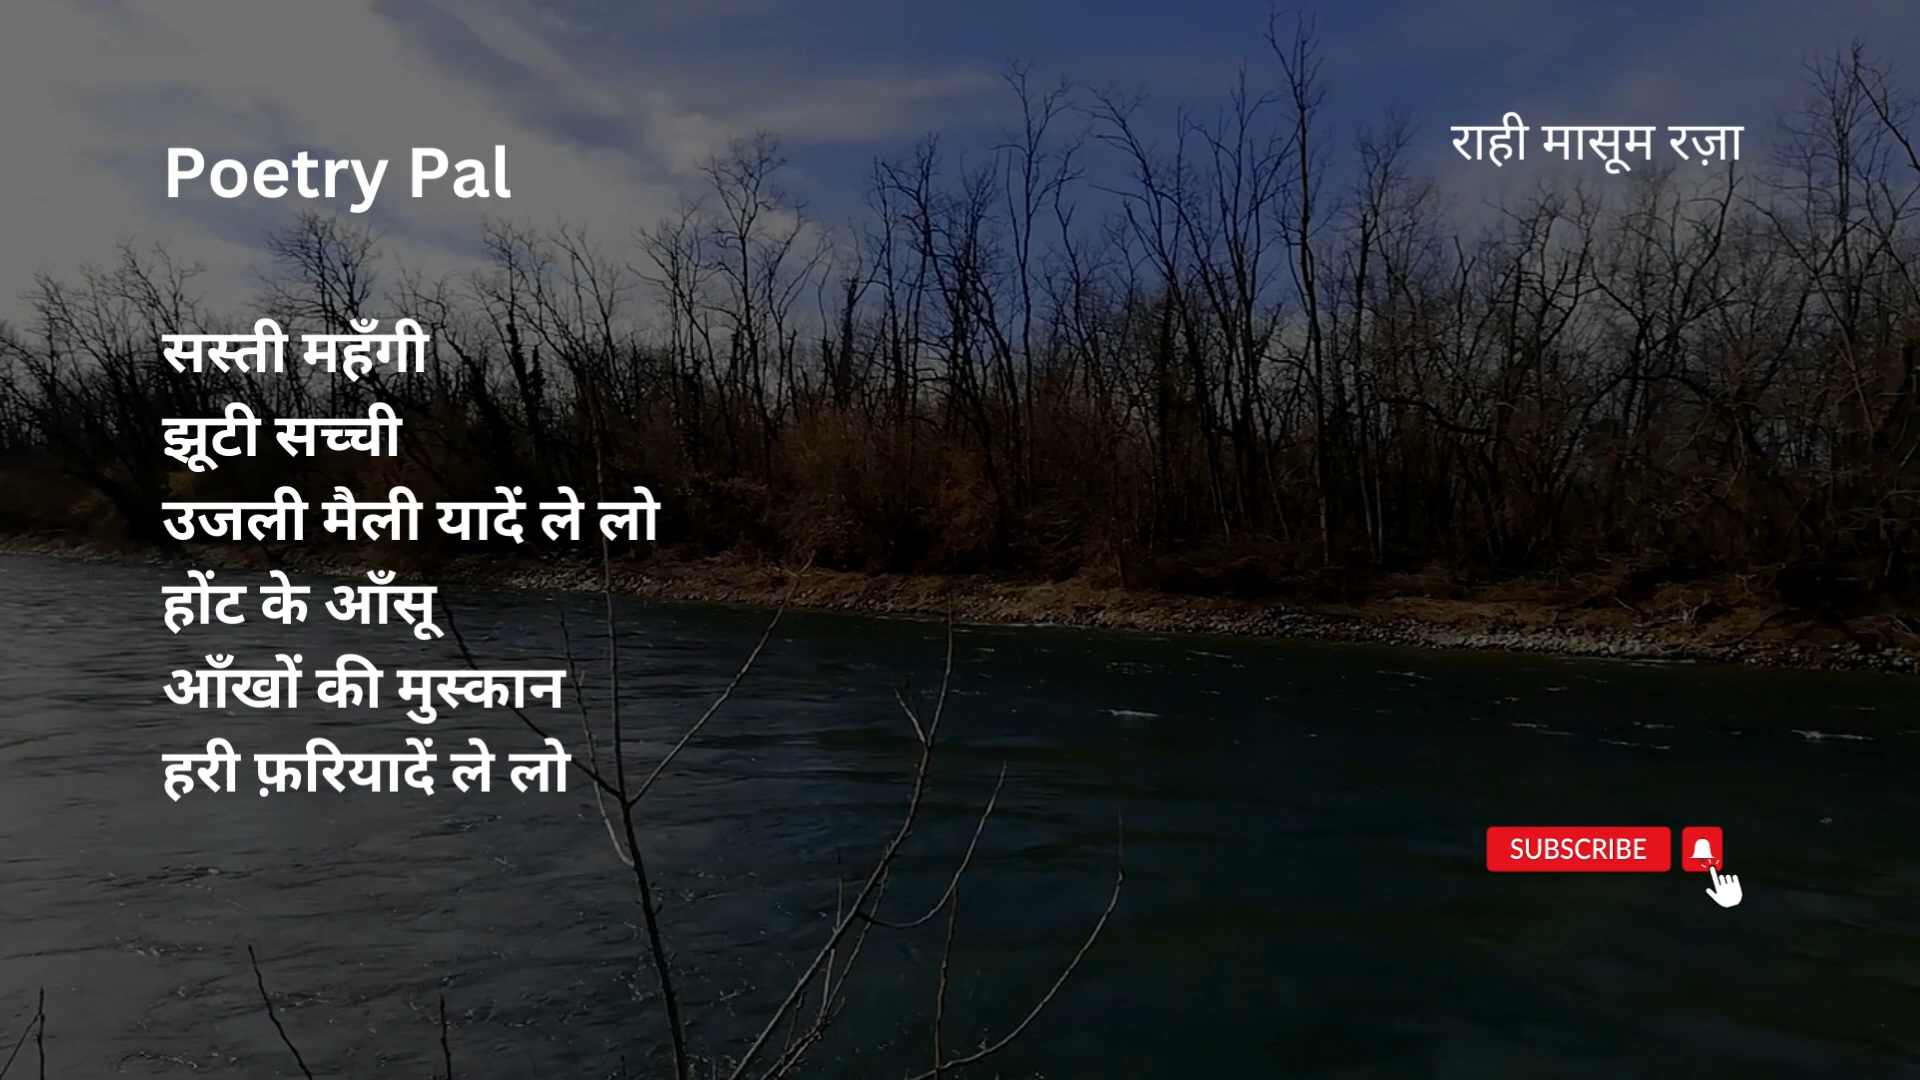 राही मासूम रज़ा
Poetry Pal
सस्ती महँगी
झूटी सच्ची
उजली मैली यादें ले लो
होंट के आँसू
आँखों की मुस्कान
हरी फ़रियादें ले लो
SUBSCRIBE